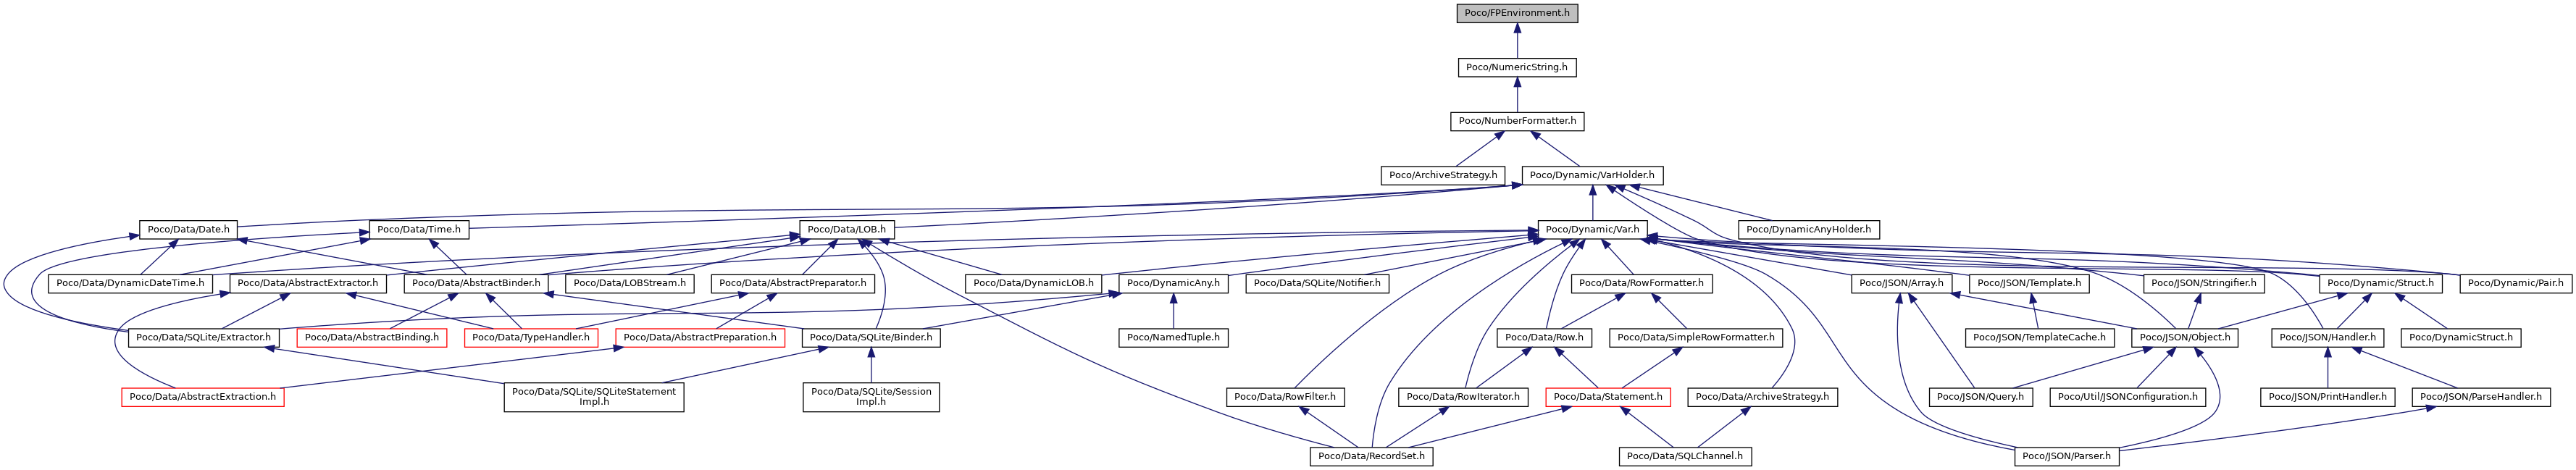 Poco/FPEnvironment.h
Poco/NumericString.h
Poco/NumberFormatter.h
Poco/ArchiveStrategy.h
Poco/Dynamic/VarHolder.h
Poco/Data/Date.h
Poco/Data/Time.h
Poco/Data/LOB.h
Poco/Dynamic/Var.h
Poco/DynamicAnyHolder.h
Poco/Data/DynamicDateTime.h
Poco/Data/AbstractExtractor.h
Poco/Data/AbstractBinder.h
Poco/Data/LOBStream.h
Poco/Data/AbstractPreparator.h
Poco/Data/DynamicLOB.h
Poco/DynamicAny.h
Poco/Data/SQLite/Notifier.h
Poco/Data/RowFormatter.h
Poco/JSON/Array.h
Poco/JSON/Template.h
Poco/JSON/Stringifier.h
Poco/Dynamic/Struct.h
Poco/Dynamic/Pair.h
Poco/Data/SQLite/Extractor.h
Poco/Data/AbstractBinding.h
Poco/Data/TypeHandler.h
Poco/Data/AbstractPreparation.h
Poco/Data/SQLite/Binder.h
Poco/NamedTuple.h
Poco/Data/Row.h
Poco/Data/SimpleRowFormatter.h
Poco/JSON/TemplateCache.h
Poco/JSON/Object.h
Poco/JSON/Handler.h
Poco/DynamicStruct.h
Poco/Data/AbstractExtraction.h
Poco/Data/SQLite/SQLiteStatement
Impl.h
Poco/Data/SQLite/Session
Impl.h
Poco/Data/RowFilter.h
Poco/Data/RowIterator.h
Poco/Data/Statement.h
Poco/Data/ArchiveStrategy.h
Poco/JSON/Query.h
Poco/Util/JSONConfiguration.h
Poco/JSON/PrintHandler.h
Poco/JSON/ParseHandler.h
Poco/Data/RecordSet.h
Poco/Data/SQLChannel.h
Poco/JSON/Parser.h